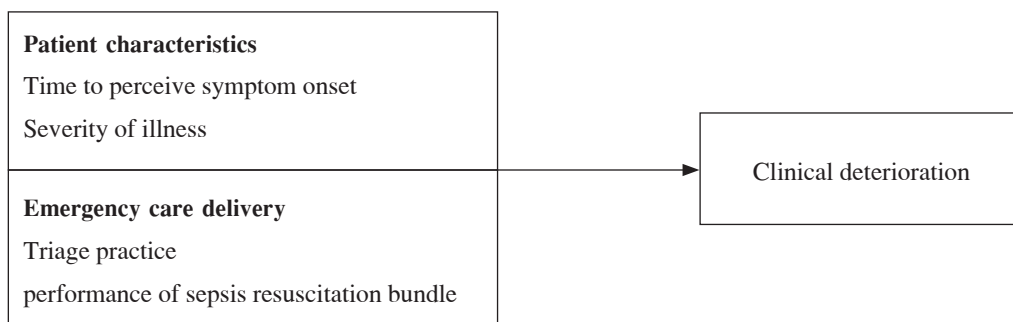 Patient characteristics
Time to perceive symptom onset
Severity of illness
Emergency care delivery
Triage practice
performance of sepsis resuscitation bundle
Clinical deterioration